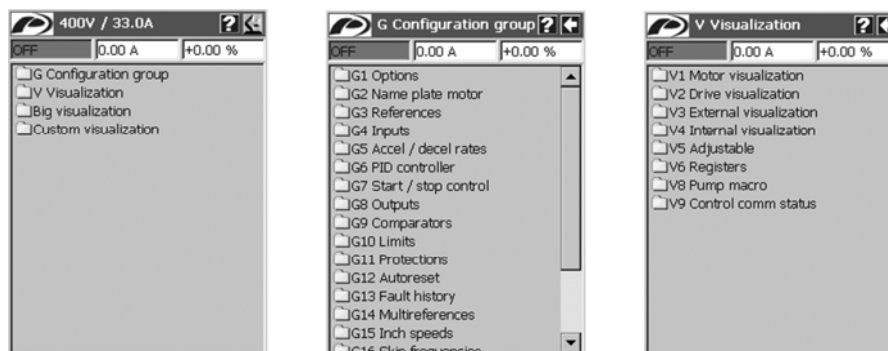 400V / 33.0A ?
OFF 0.00 A +0.00 %
G Configuration group
V Visualization
Big visualization
Custom visualization
G Configuration group ?
OFF 0.00 A +0.00 %
G1 Options
G2 Name plate motor
G3 References
G4 Inputs
G5 Accel / decel rates
G6 PID controller
G7 Start / stop control
G8 Outputs
G9 Comparators
G10 Limits
G11 Protections
G12 Autoreset
G13 Fault history
G14 Multireferences
G15 Inch speeds
G16 Skip frequencies
V Visualization ?
OFF 0.00 A +0.00 %
V1 Motor visualization
V2 Drive visualization
V3 External visualization
V4 Internal visualization
V5 Adjustable
V6 Registers
V8 Pump macro
V9 Control comm status